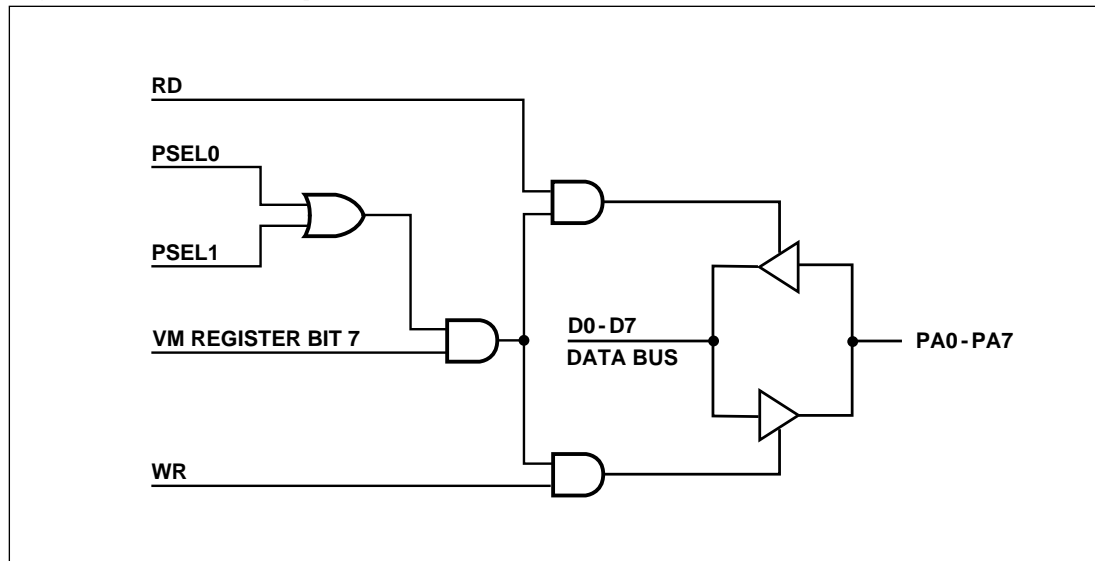 RD
PSEL0
PSEL1
VM REGISTER BIT 7
D0-D7
DATA BUS
PA0-PA7
WR